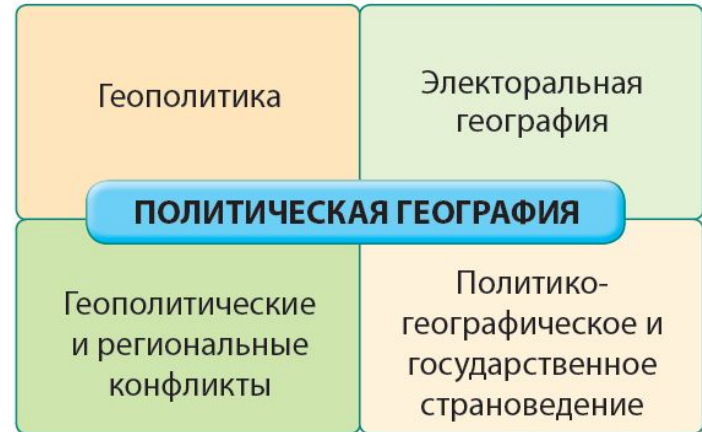 Геополитика
Электоральная
география
ПОЛИТИЧЕСКАЯ ГЕОГРАФИЯ
Геополитические
и региональные
конфликты
Политико-
географическое и
государственное
страноведение